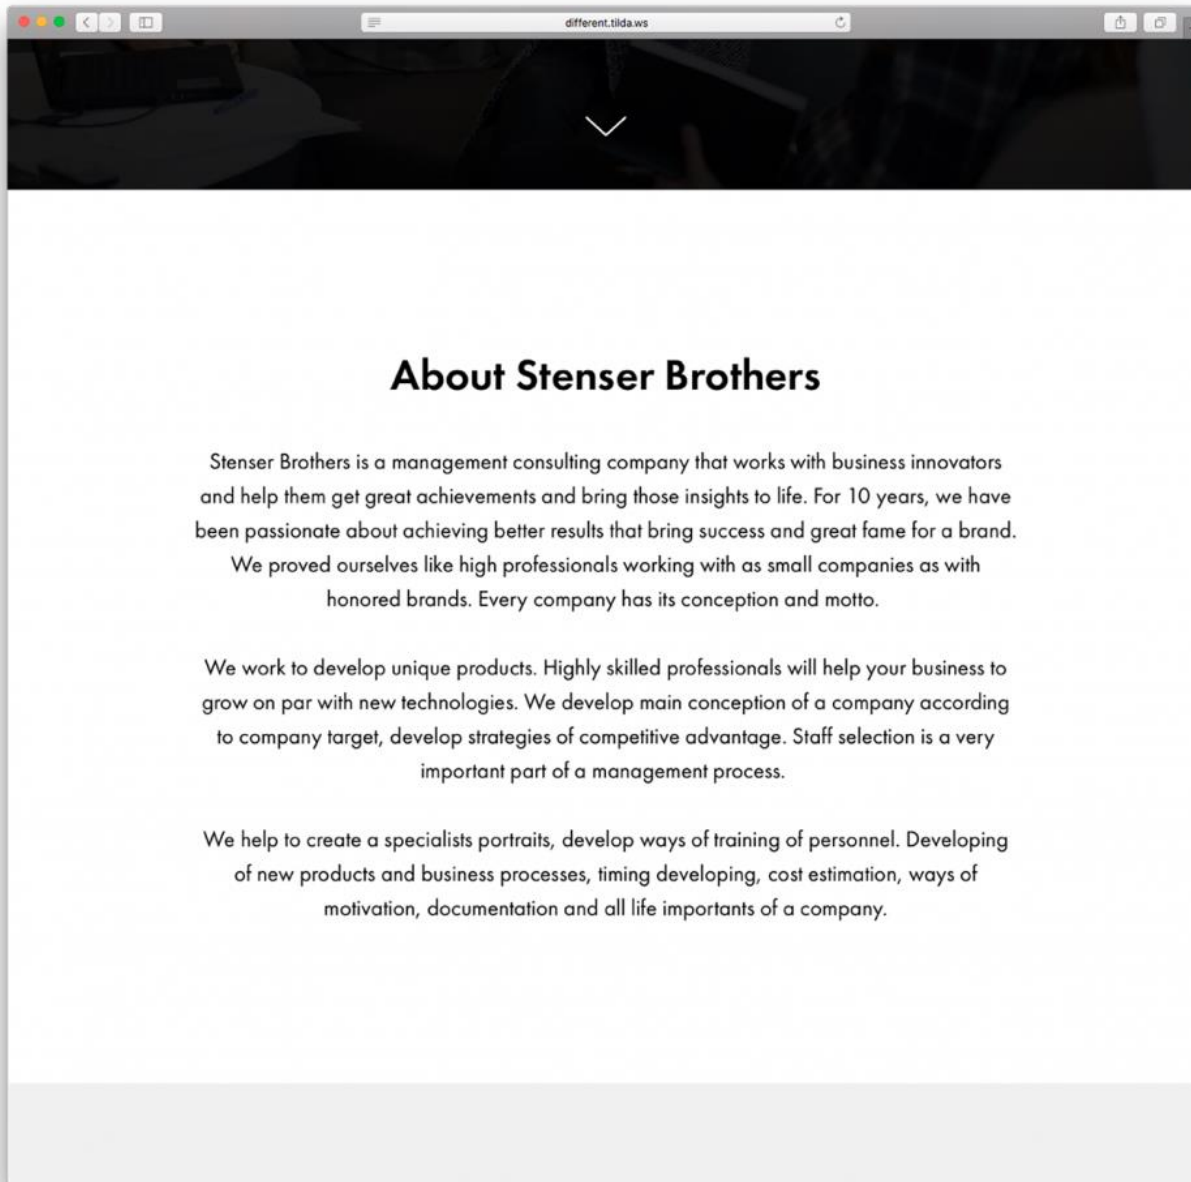 different.tilda.ws
About Stenser Brothers
Stenser Brothers is a management consulting company that works with business innovators
and help them get great achievements and bring those insights to life. For 10 years, we have
been passionate about achieving better results that bring success and great fame for a brand.
We proved ourselves like high professionals working with as small companies as with
honored brands. Every company has its conception and motto.
We work to develop unique products. Highly skilled professionals will help your business to
grow on par with new technologies. We develop main conception of a company according
to company target, develop strategies of competitive advantage. Staff selection is a very
important part of a management process.
We help to create a specialists portraits, develop ways of training of personnel. Developing
of new products and business processes, timing developing, cost estimation, ways of
motivation, documentation and all life importants of a company.